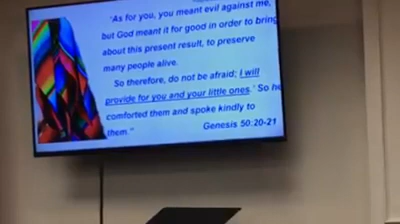 "As for you, you meant evil against me,
but God meant it for good in order to bring
about this present result, to preserve
many people alive.
So therefore, do not be afraid; I will
provide for you and your little ones.' So he
comforted them and spoke kindly to
them."
Genesis 50:20-21